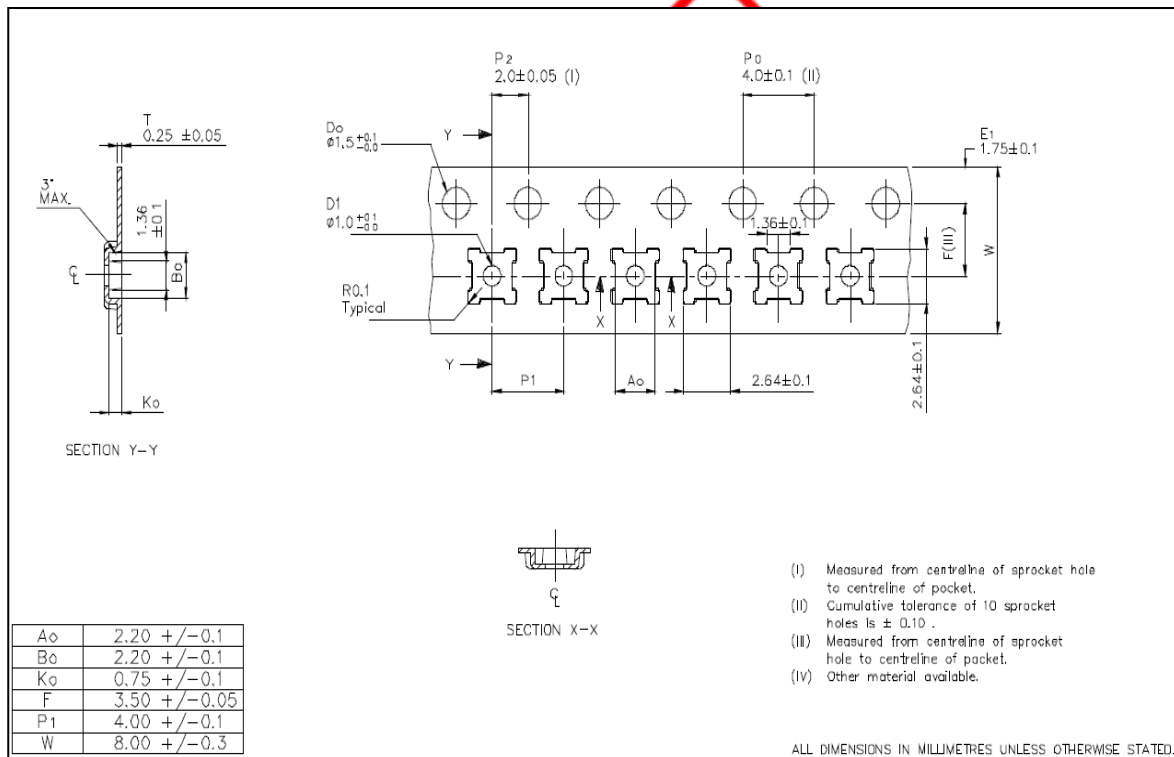 P2
2.0±0.05 (I)
Po
4.0±0.1 (II)
T
0.25 ±0.05
Do
ø1.5 +0.1 -0.0
Y
E1
1.75±0.1
3°
MAX.
1.36
±0.1
D1
ø1.0 +0.1 -0.0
1.36±0.1
F(III)
W
Bo
℄
R0.1
Typical
X
X
2.64±0.1
Y
P1
Ao
2.64±0.1
Ko
SECTION Y-Y
℄
SECTION X-X
(I) Measured from centreline of sprocket hole
to centreline of pocket.
(II) Cumulative tolerance of 10 sprocket
holes is ± 0.10 .
(III) Measured from centreline of sprocket
hole to centreline of pocket.
(IV) Other material available.
Ao 2.20 +/-0.1
Bo 2.20 +/-0.1
Ko 0.75 +/-0.1
F 3.50 +/-0.05
P1 4.00 +/-0.1
W 8.00 +/-0.3
ALL DIMENSIONS IN MILLIMETRES UNLESS OTHERWISE STATED.